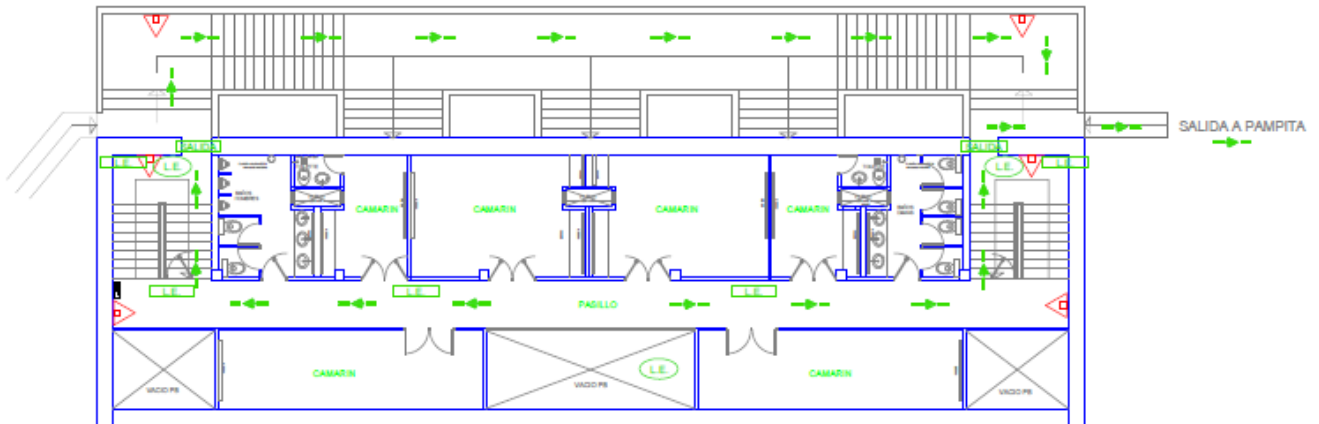 SALIDA A PAMPITA
SALIDA
SALIDA
L.E.
L.E.
L.E.
L.E.
CAMARIN
CAMARIN
CAMARIN
CAMARIN
L.E.
L.E.
L.E.
PASILLO
CAMARIN
VACIO PB
L.E.
CAMARIN
VACIO PB
VACIO PB